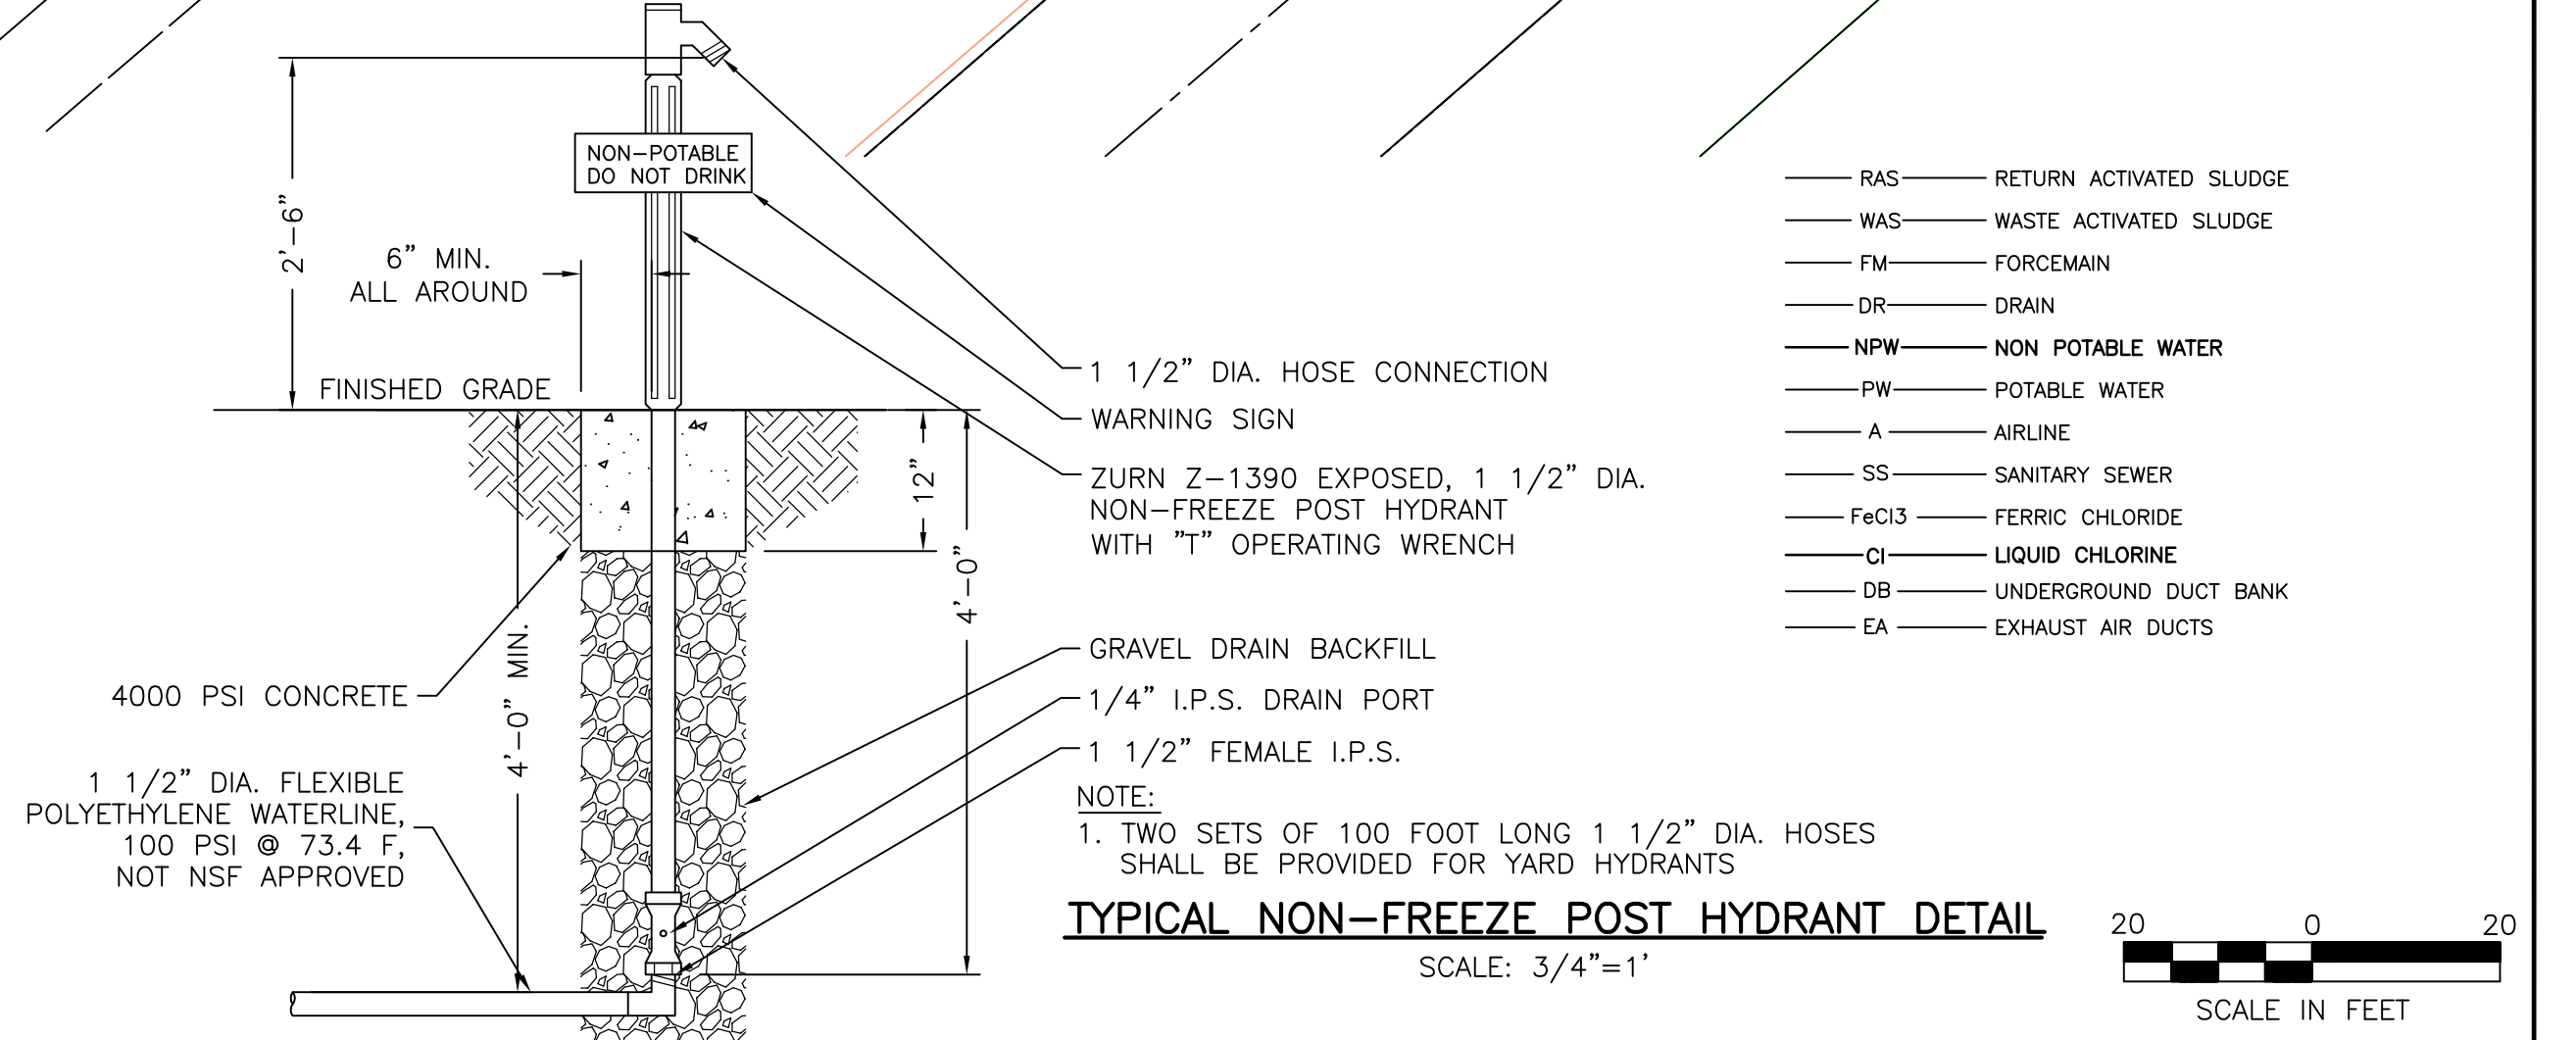 NON-POTABLE
DO NOT DRINK
2'-6"
6" MIN.
ALL AROUND
FINISHED GRADE
12"
4'-0"
4'-0" MIN.
4000 PSI CONCRETE
1 1/2" DIA. FLEXIBLE
POLYETHYLENE WATERLINE,
100 PSI @ 73.4 F,
NOT NSF APPROVED
1 1/2" DIA. HOSE CONNECTION
WARNING SIGN
ZURN Z-1390 EXPOSED, 1 1/2" DIA.
NON-FREEZE POST HYDRANT
WITH "T" OPERATING WRENCH
GRAVEL DRAIN BACKFILL
1/4" I.P.S. DRAIN PORT
1 1/2" FEMALE I.P.S.
NOTE:
1. TWO SETS OF 100 FOOT LONG 1 1/2" DIA. HOSES
SHALL BE PROVIDED FOR YARD HYDRANTS
TYPICAL NON-FREEZE POST HYDRANT DETAIL
SCALE: 3/4"=1'
RAS RETURN ACTIVATED SLUDGE
WAS WASTE ACTIVATED SLUDGE
FM FORCEMAIN
DR DRAIN
NPW NON POTABLE WATER
PW POTABLE WATER
A AIRLINE
SS SANITARY SEWER
FeCl3 FERRIC CHLORIDE
Cl LIQUID CHLORINE
DB UNDERGROUND DUCT BANK
EA EXHAUST AIR DUCTS
20 0 20
SCALE IN FEET